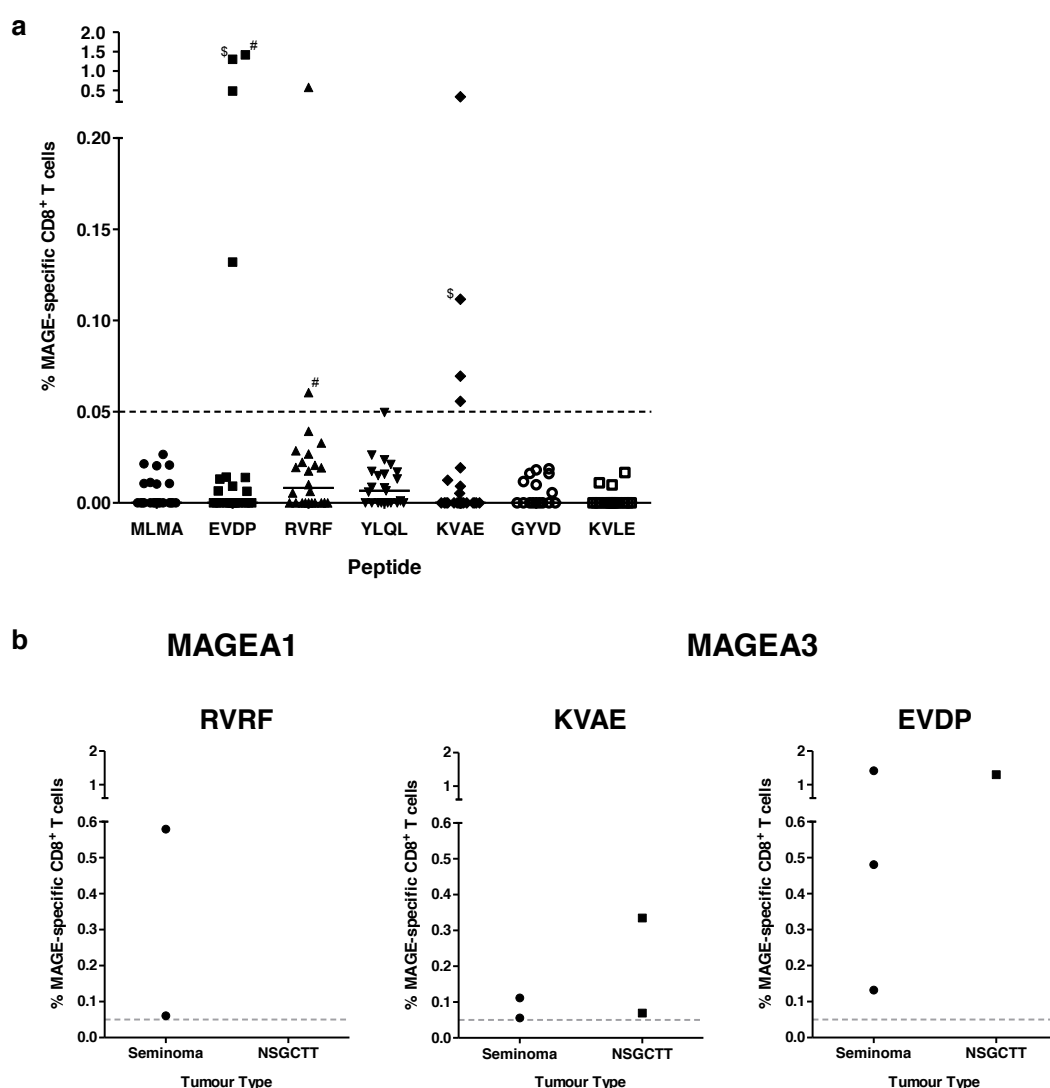 a
% MAGE-specific CD8⁺ T cells
2.0
1.5
1.0
0.5
0.20
0.15
0.10
0.05
0.00
$
#
#
$
MLMA EVDP RVRF YLQL KVAE GYVD KVLE
Peptide
b
MAGEA1
MAGEA3
RVRF
% MAGE-specific CD8⁺ T cells
2
1
0.6
0.5
0.4
0.3
0.2
0.1
0.0
Seminoma NSGCTT
Tumour Type
KVAE
% MAGE-specific CD8⁺ T cells
2
1
0.6
0.5
0.4
0.3
0.2
0.1
0.0
Seminoma NSGCTT
Tumour Type
EVDP
% MAGE-specific CD8⁺ T cells
2
1
0.6
0.5
0.4
0.3
0.2
0.1
0.0
Seminoma NSGCTT
Tumour Type